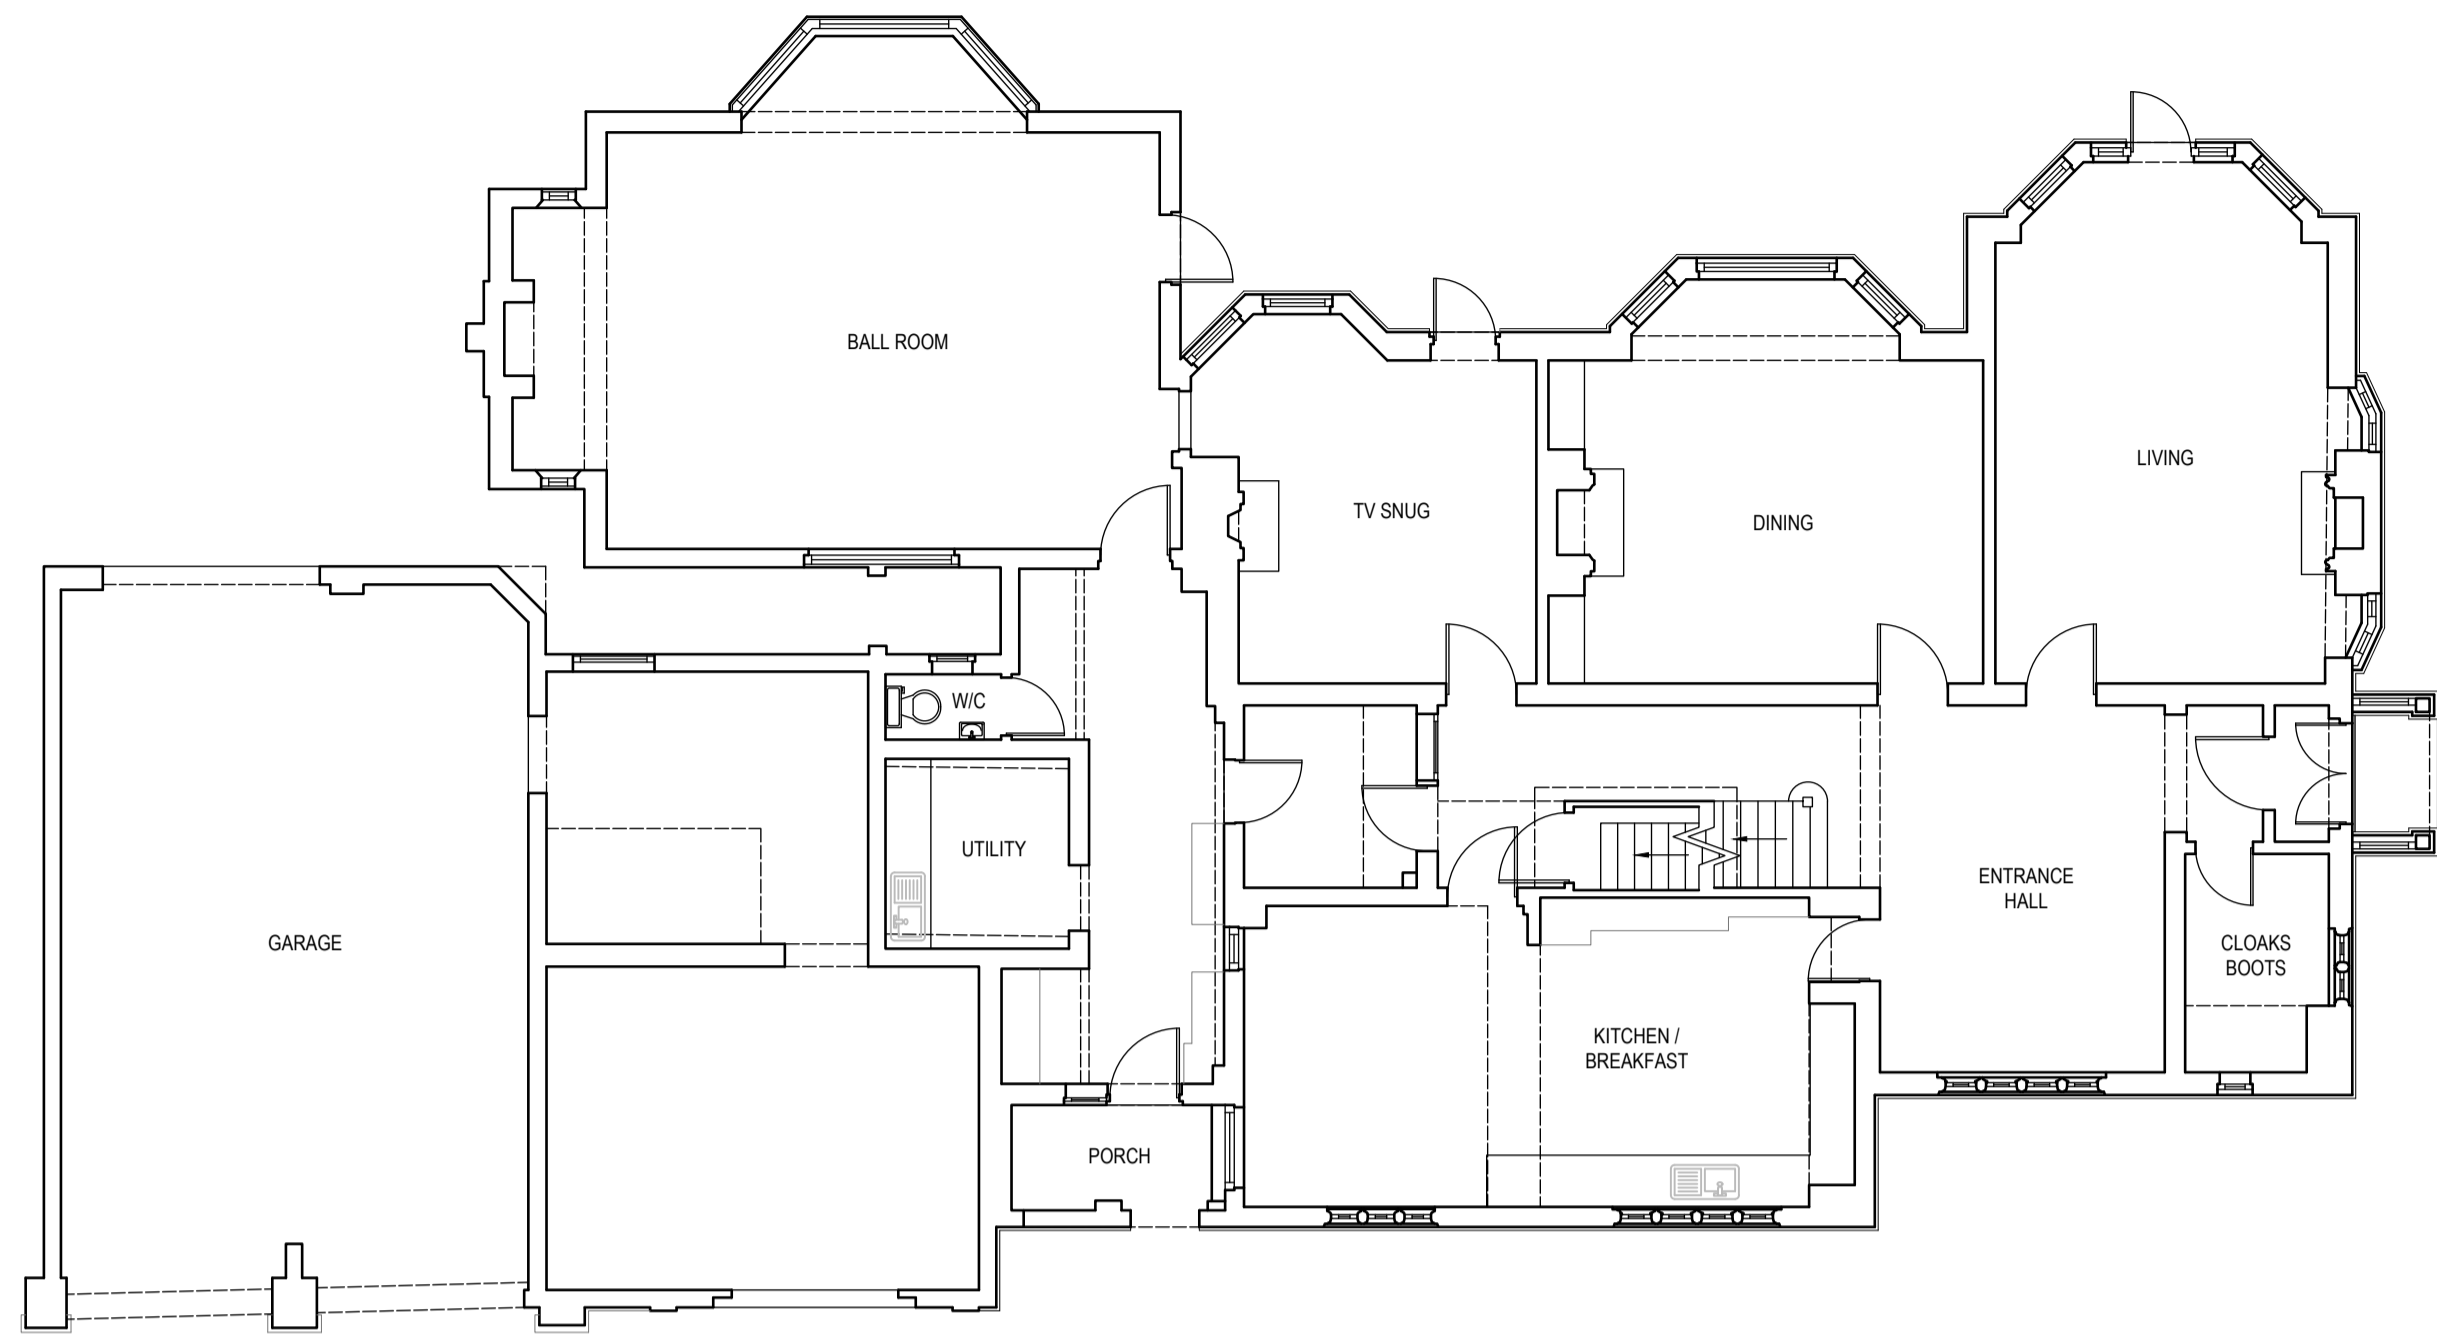 BALL ROOM
LIVING
TV SNUG
DINING
W/C
UTILITY
ENTRANCE
HALL
GARAGE
CLOAKS
BOOTS
KITCHEN /
BREAKFAST
PORCH